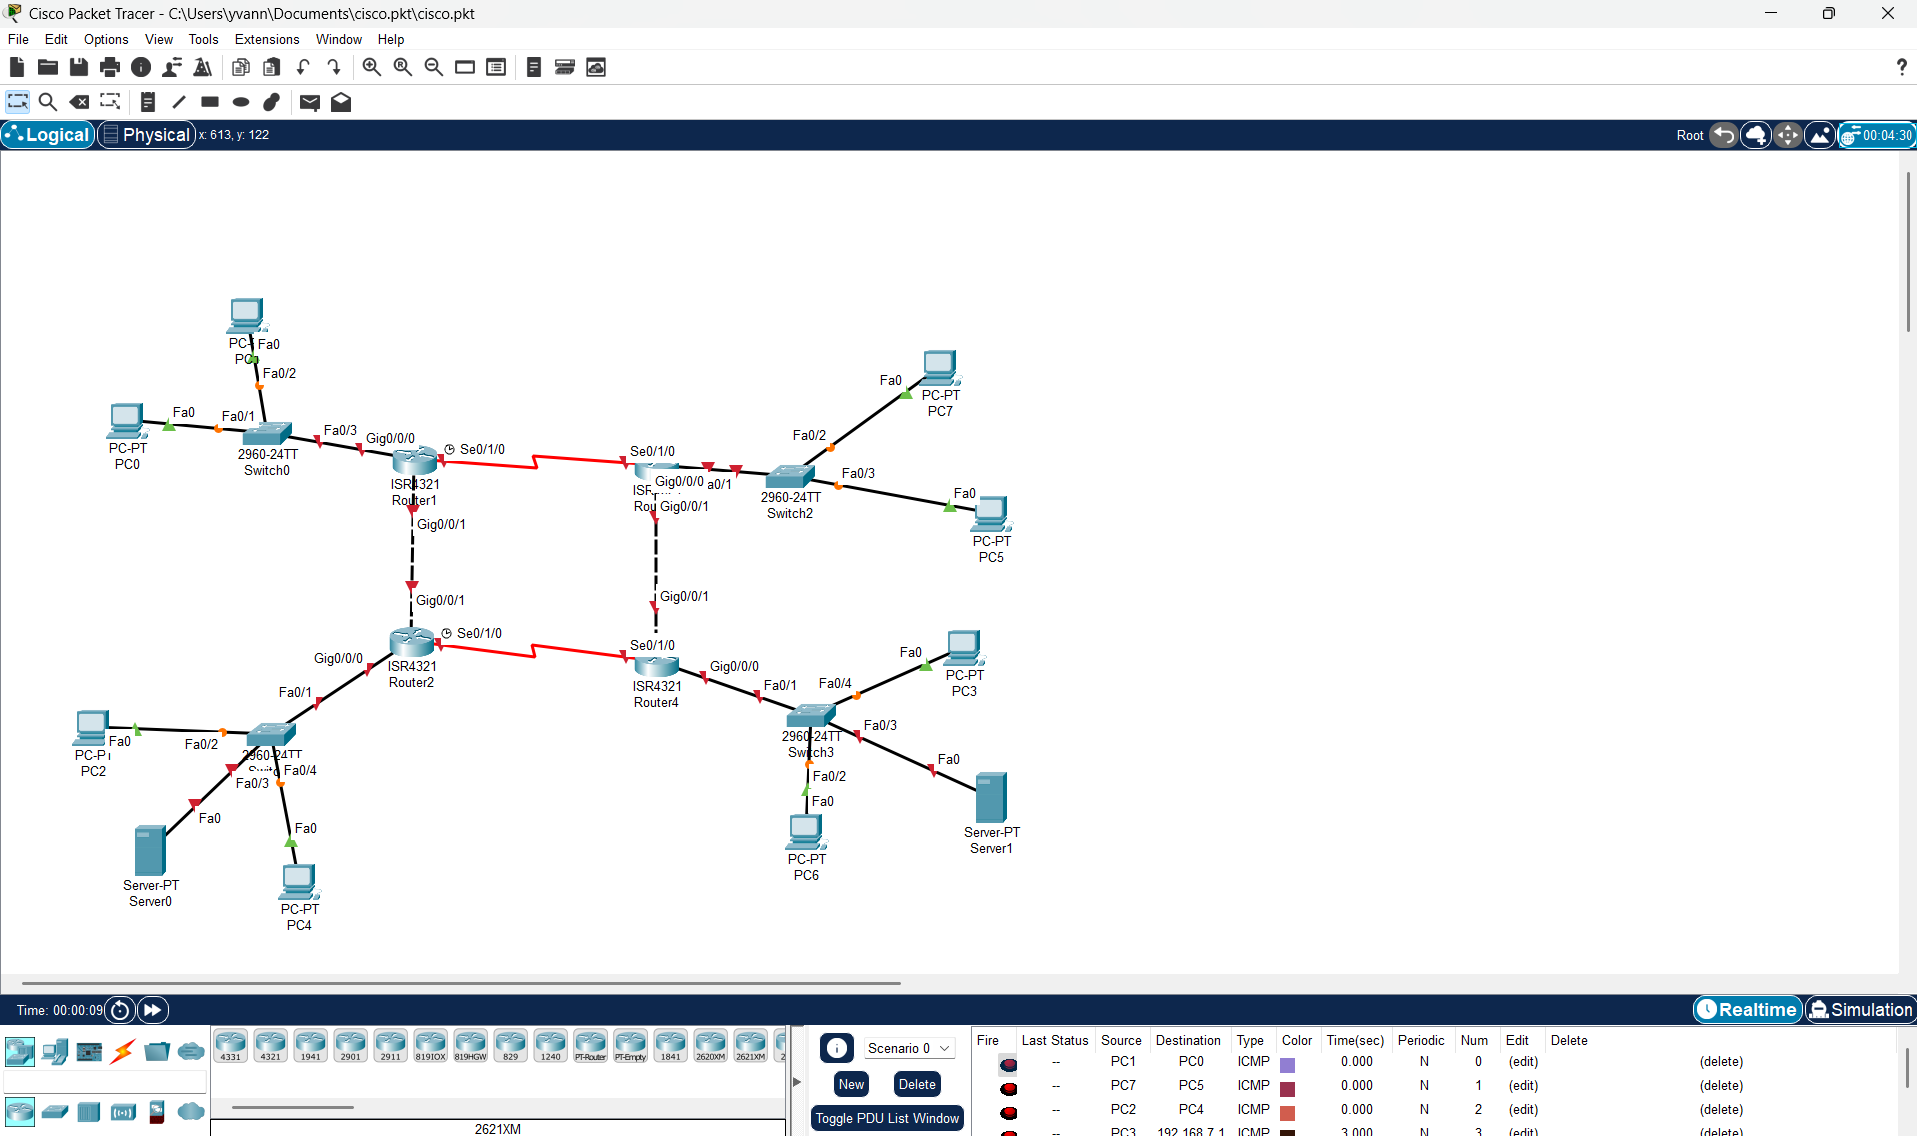 Cisco Packet Tracer - C:\Users\yvann\Documents\cisco.pkt\cisco.pkt
File Edit Options View Tools Extensions Window Help
Logical Physical x: 613, y: 122 Root 00:04:30
PC-
Fa0
PC
Fa0/2
Fa0
Fa0/1
PC-PT
PC0
2960-24TT
Switch0
Fa0/3
Gig0/0/0
Se0/1/0
ISR4321
Router1
Gig0/0/1
Gig0/0/1
Se0/1/0
ISR
Gig0/0/0
a0/1
Rou
Gig0/0/1
Gig0/0/1
2960-24TT
Switch2
Fa0/2
Fa0
PC-PT
PC7
Fa0/3
Fa0
PC-PT
PC5
Gig0/0/0
Se0/1/0
ISR4321
Router2
Se0/1/0
ISR4321
Router4
Gig0/0/0
Fa0/1
Fa0/4
Fa0
PC-PT
PC3
2960-24TT
Switch3
Fa0/3
Fa0
Server-PT
Server1
Fa0/2
Fa0
PC-PT
PC6
Fa0/1
Fa0
Fa0/2
PC-P
PC2
2960-24TT
Switc
Fa0/4
Fa0/3
Fa0
Server-PT
Server0
Fa0
PC-PT
PC4
Time: 00:00:09 Realtime Simulation
4331 4321 1941 2901 2911 819IOX 819HGW 829 1240 PT-Router PT-Empty 1841 2620XM 2621XM 2
2621XM
Scenario 0
New Delete
Toggle PDU List Window
Fire Last Status Source Destination Type Color Time(sec) Periodic Num Edit Delete
-- PC1 PC0 ICMP 0.000 N 0 (edit) (delete)
-- PC7 PC5 ICMP 0.000 N 1 (edit) (delete)
-- PC2 PC4 ICMP 0.000 N 2 (edit) (delete)
-- PC3 192.168.7.1 ICMP 3.000 N 3 (edit) (delete)